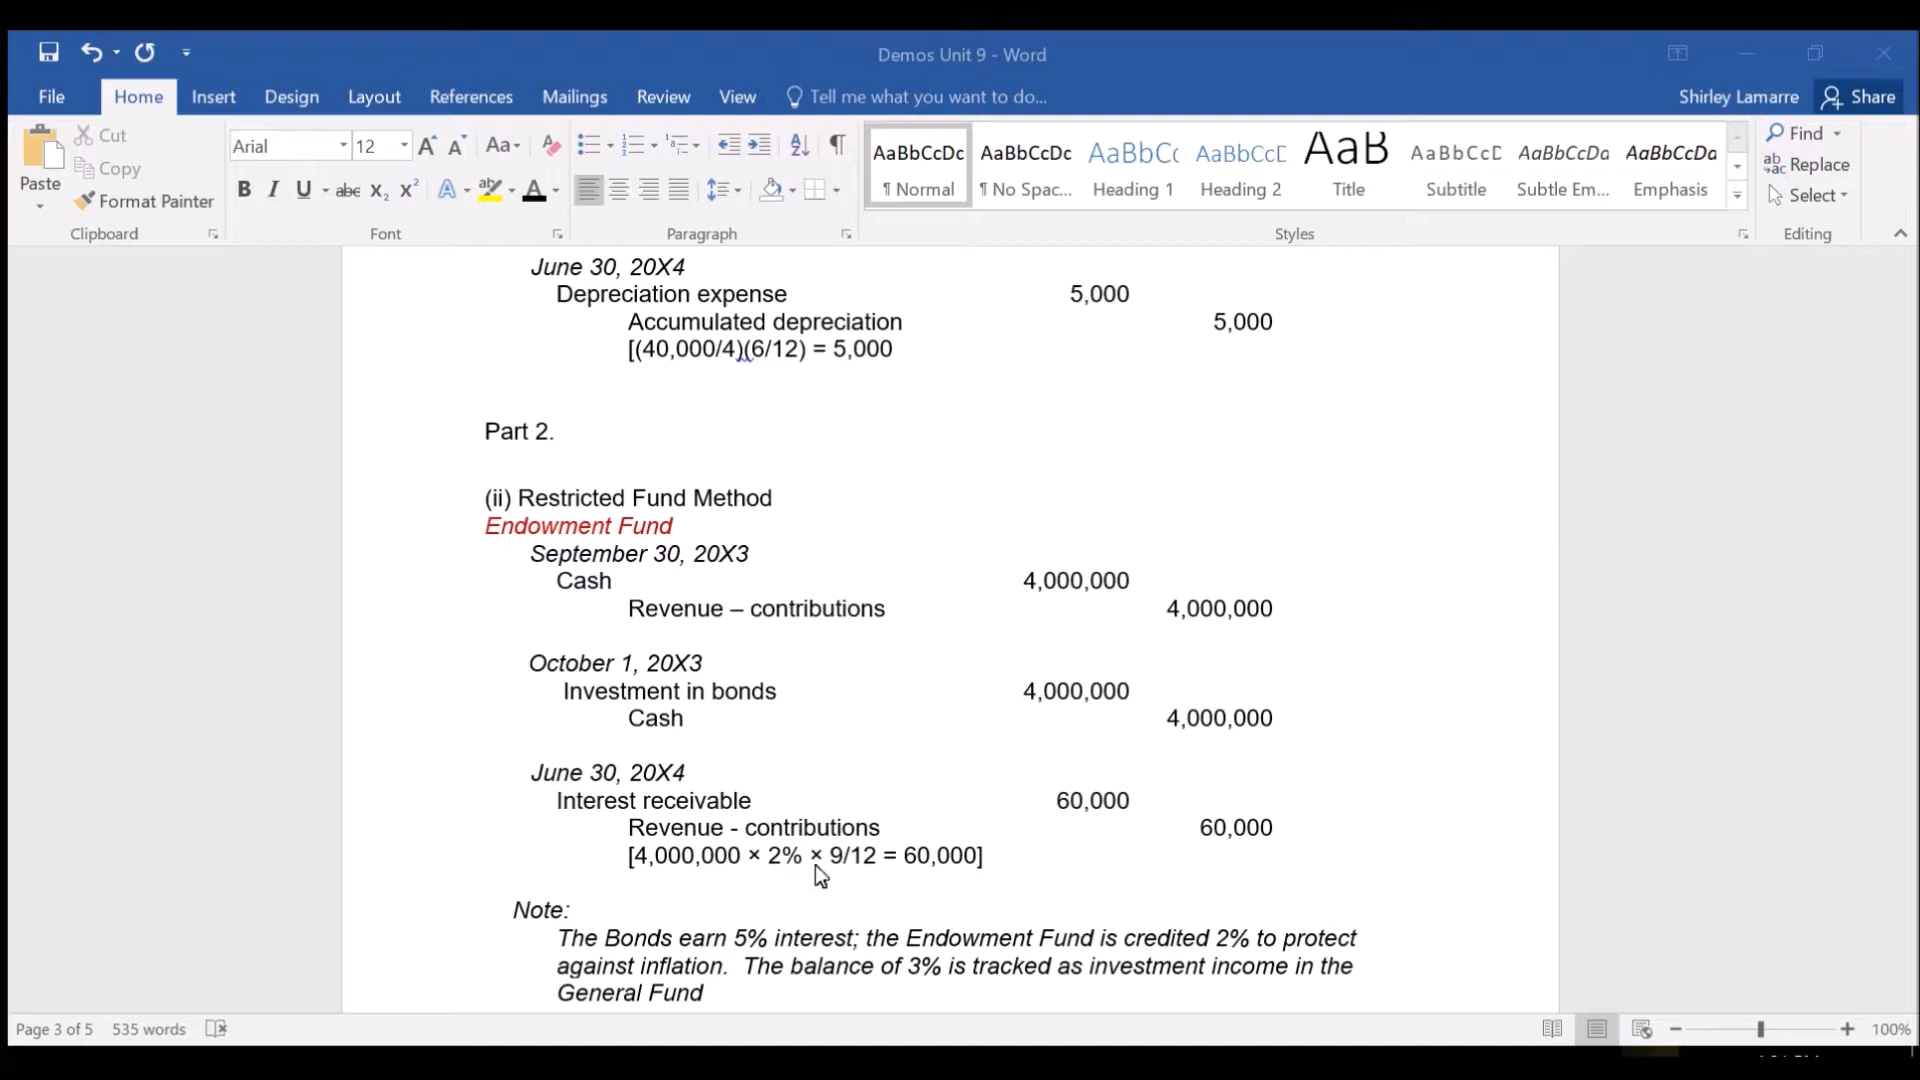 Demos Unit 9 - Word
File Home Insert Design Layout References Mailings Review View Tell me what you want to do... Shirley Lamarre Share
Paste
Cut
Copy
Format Painter
Clipboard
Arial 12
Font
Paragraph
AaBbCcDc AaBbCcDc AaBbCc AaBbCcD AaB AaBbCcD AaBbCcDa AaBbCcDa
¶ Normal ¶ No Spac... Heading 1 Heading 2 Title Subtitle Subtle Em... Emphasis
Styles
Find
Replace
Select
Editing
June 30, 20X4
Depreciation expense 5,000
Accumulated depreciation 5,000
[(40,000/4)(6/12) = 5,000
Part 2.
(ii) Restricted Fund Method
Endowment Fund
September 30, 20X3
Cash 4,000,000
Revenue – contributions 4,000,000
October 1, 20X3
Investment in bonds 4,000,000
Cash 4,000,000
June 30, 20X4
Interest receivable 60,000
Revenue - contributions 60,000
[4,000,000 × 2% × 9/12 = 60,000]
Note:
The Bonds earn 5% interest; the Endowment Fund is credited 2% to protect
against inflation. The balance of 3% is tracked as investment income in the
General Fund
Page 3 of 5 535 words 100%